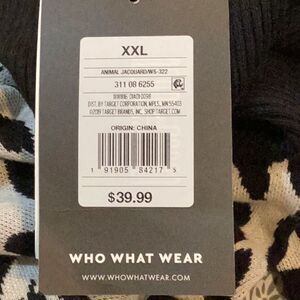 XXL
ANIMAL JACQUARD/WS-322
311 08 6255
DIST. BY TARGET CORPORATION, MPLS, MN 55403
©2019 TARGET BRANDS, INC. SHOP TARGET.COM
ORIGIN: CHINA
1 91905 84217 5
$39.99
WHO WHAT WEAR
WWW.WHOWHATWEAR.COM